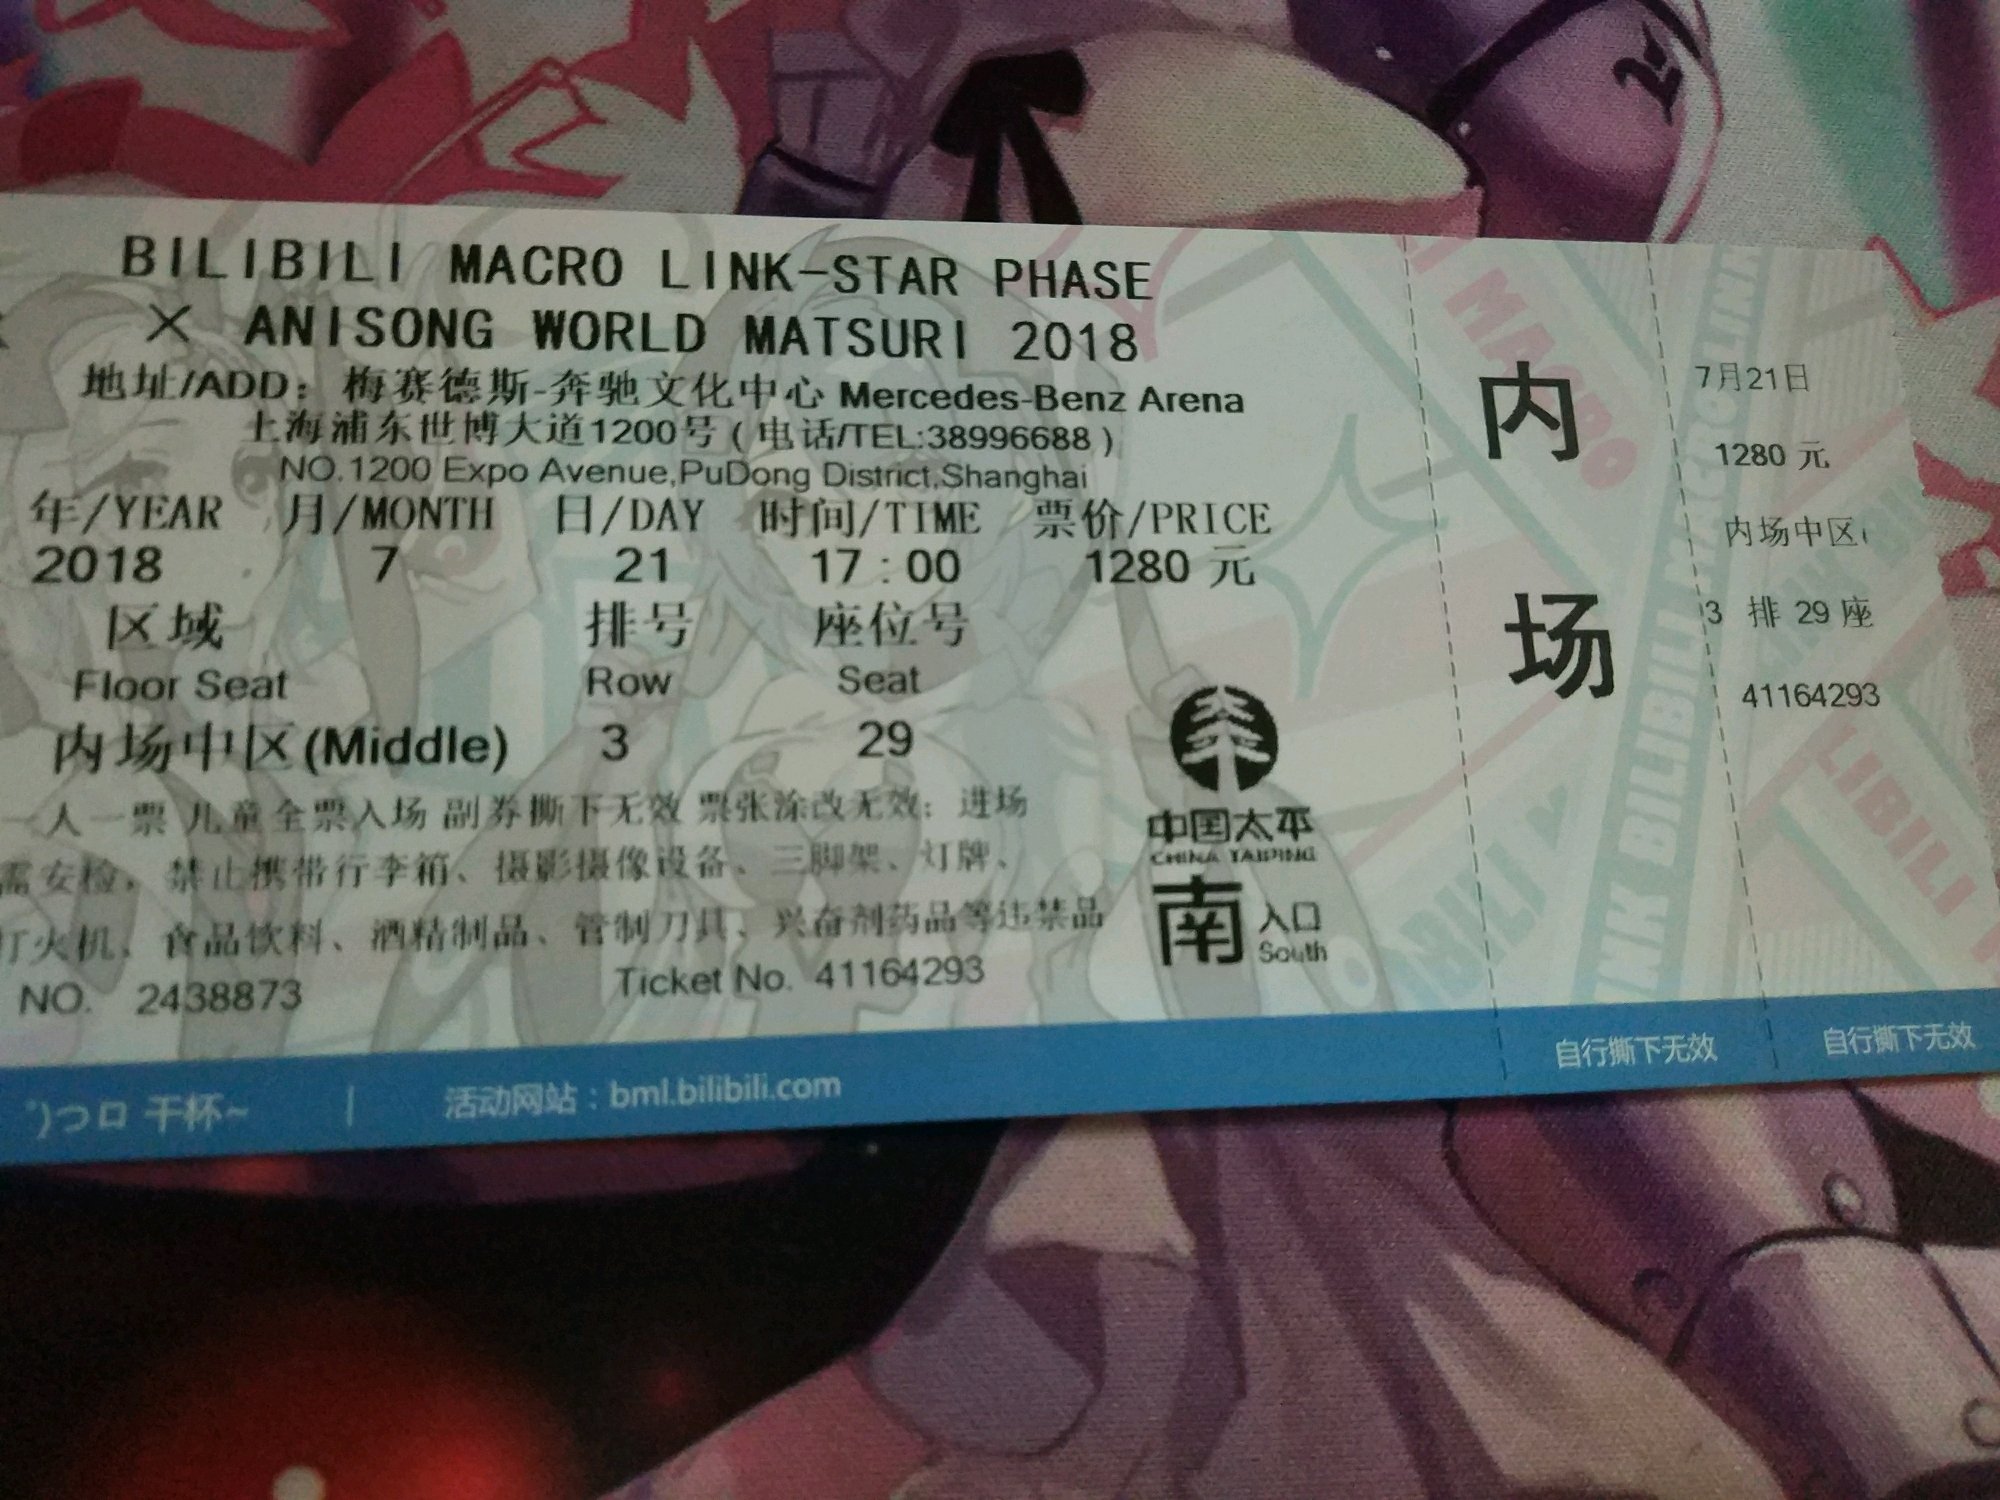 BILIBILI MACRO LINK-STAR PHASE
× ANISONG WORLD MATSURI 2018
地址/ADD：梅赛德斯-奔驰文化中心 Mercedes-Benz Arena
上海浦东世博大道1200号（电话/TEL:38996688）
NO.1200 Expo Avenue,PuDong District,Shanghai
年/YEAR 月/MONTH 日/DAY 时间/TIME 票价/PRICE
2018 7 21 17：00 1280 元
区域 排号 座位号
Floor Seat Row Seat
内场中区(Middle) 3 29
一人一票 儿童全票入场 副券撕下无效 票张涂改无效；进场
需安检，禁止携带行李箱、摄影摄像设备、三脚架、灯牌、
打火机、食品饮料、酒精制品、管制刀具、兴奋剂药品等违禁品
NO. 2438873 Ticket No. 41164293
中国太平
CHINA TAIPING
南 入口
South
)つロ 干杯~ | 活动网站：bml.bilibili.com
内
场
自行撕下无效
7月21日
1280 元
内场中区
3 排 29 座
41164293
自行撕下无效
I MACRO
BILIBILI
INK BILIBILI MACRO LINK
LIBILI